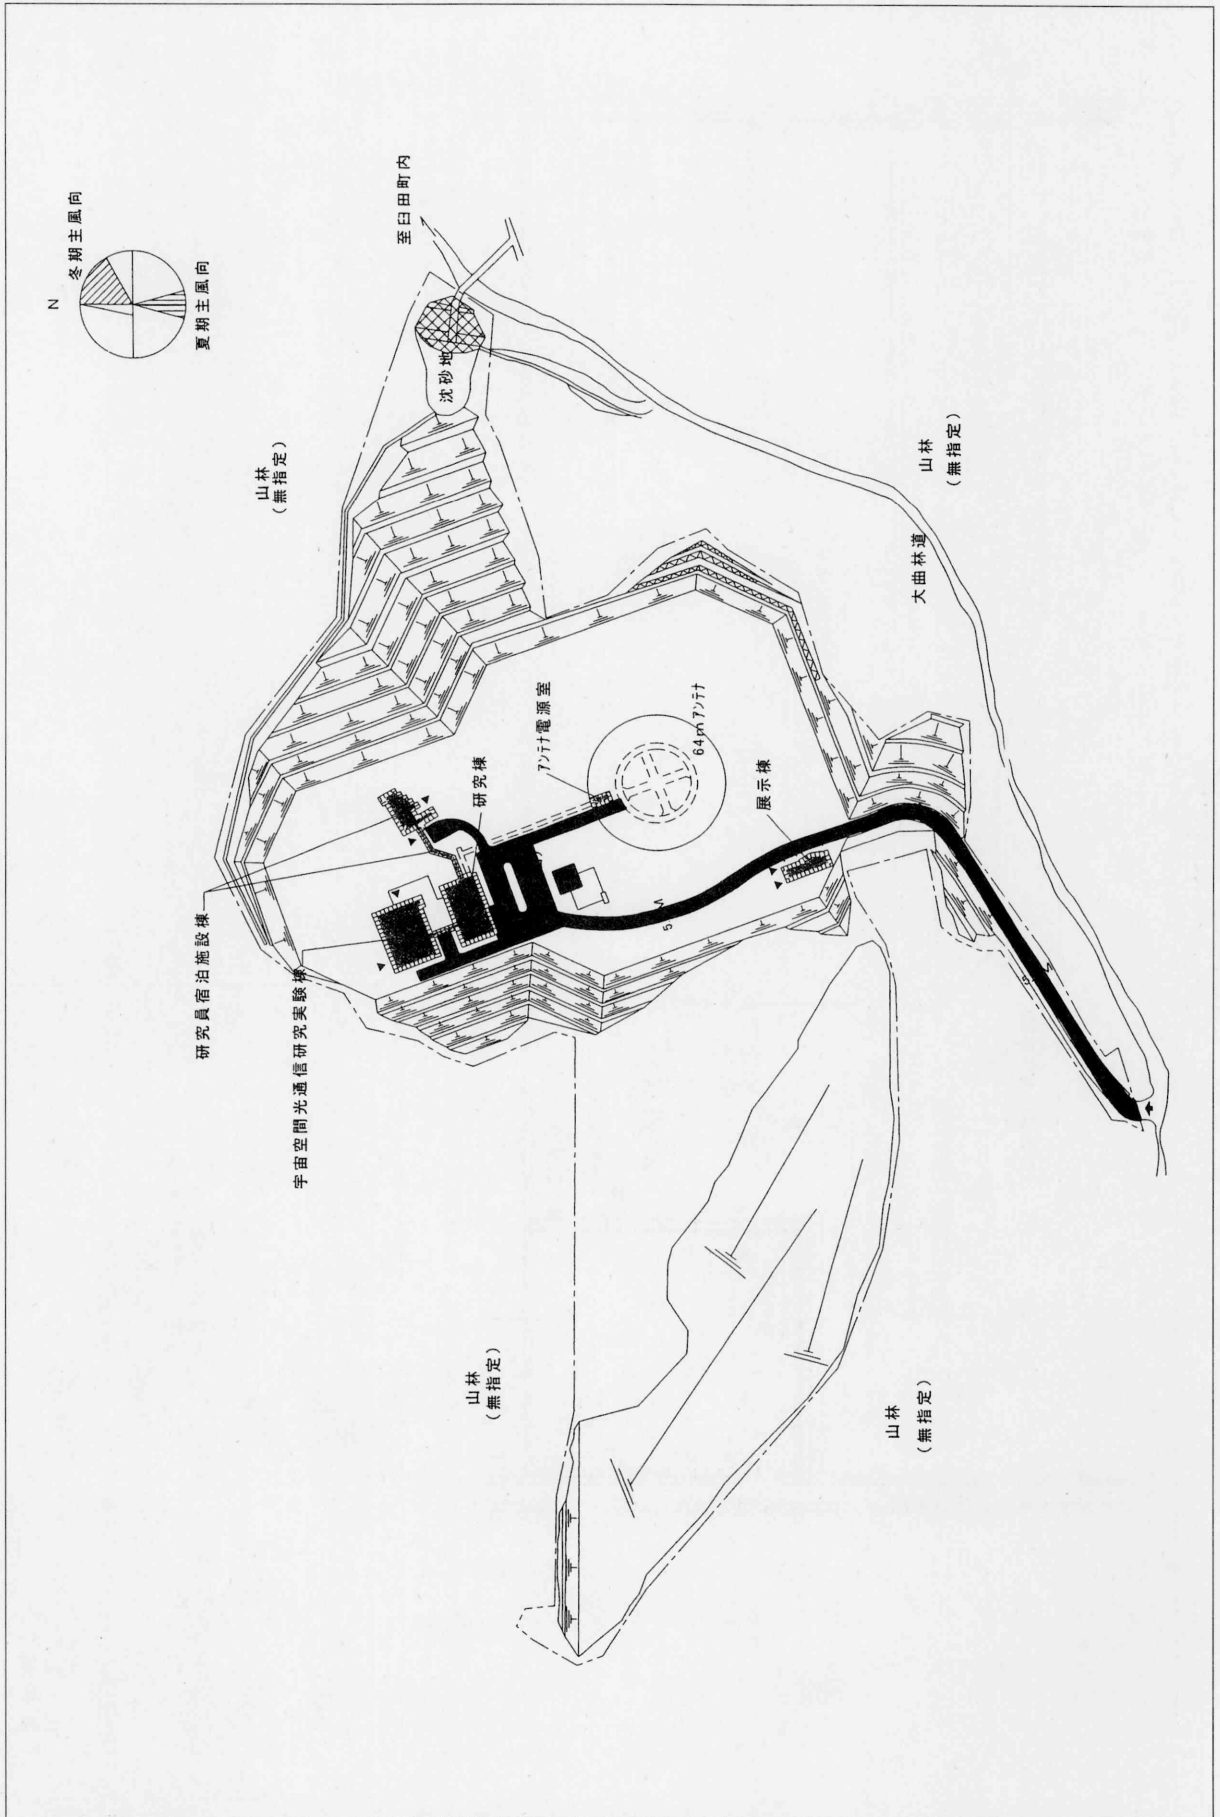 N
冬期主風向
夏期主風向
至臼田町内
沈砂地
山林
(無指定)
山林
(無指定)
大曲林道
アンテナ電源室
64mアンテナ
研究棟
展示棟
研究員宿泊施設棟
宇宙空間光通信研究実験棟
5
M
5
M
山林
(無指定)
山林
(無指定)